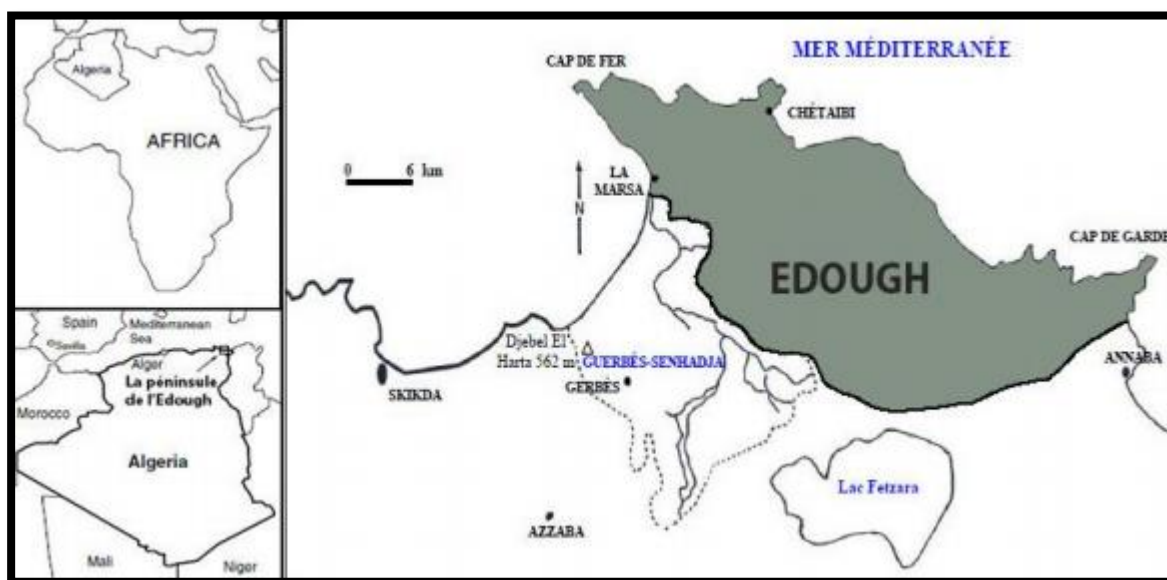 Algeria
AFRICA
Spain
Sevilla
Mediterranean
Sea
Alger
La péninsule
de l'Edough
Morocco
Algeria
Mali
Niger
MER MÉDITERRANÉE
CAP DE FER
CHÉTAIBI
0 6 km
LA
MARSA
N
CAP DE GARDE
EDOUGH
Djebel El
Harta 562 m
GUERBÉS-SENHADJA
GERBÉS
SKIKDA
ANNABA
Lac Fetzara
AZZABA